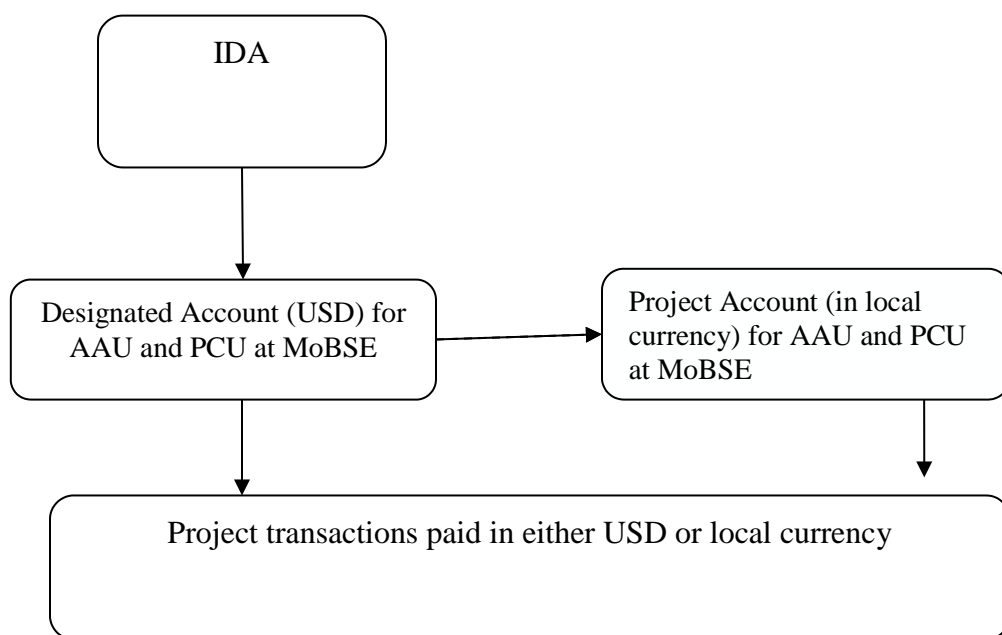 IDA
Designated Account (USD) for
AAU and PCU at MoBSE
Project Account (in local
currency) for AAU and PCU
at MoBSE
Project transactions paid in either USD or local currency